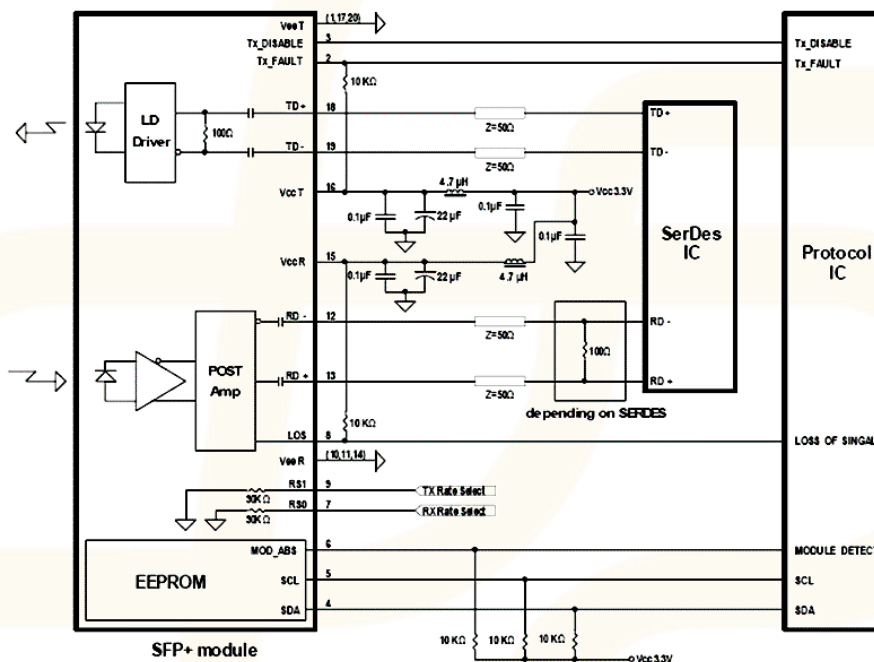 VeeT (1,17,20)
Tx_DISABLE 3 Tx_DISABLE
Tx_FAULT 2 Tx_FAULT
10 KΩ
LD Driver
100Ω
TD+ 18 Z=50Ω TD+
TD- 19 Z=50Ω TD-
VccT 16 4.7 μH Vcc3.3V
0.1μF 22 μF 0.1μF 0.1μF
SerDes IC
Protocol IC
VccR 15
0.1μF 22 μF 4.7 μH
RD - 12 Z=50Ω RD -
POST Amp
100Ω
RD + 13 Z=50Ω RD+
depending on SERDES
10 KΩ
LOS 8 LOSS OF SINGAL
VeeR (10,11,14)
RS1 9 TX Rate Select
30KΩ
RS0 7 RX Rate Select
30KΩ
MOD_ABS 6 MODULE DETECT
EEPROM
SCL 5 SCL
SDA 4 SDA
10 KΩ 10 KΩ 10 KΩ
Vcc3.3V
SFP+ module